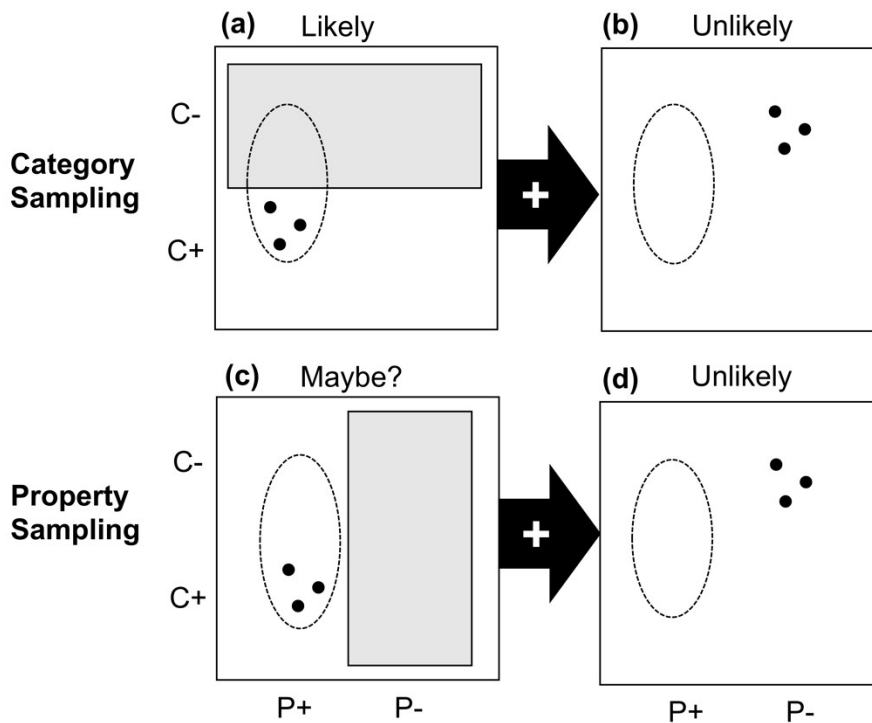 (a) Likely
(b) Unlikely
C-
Category
Sampling
+
C+
(c) Maybe?
(d) Unlikely
C-
Property
Sampling
+
C+
P+ P-
P+ P-